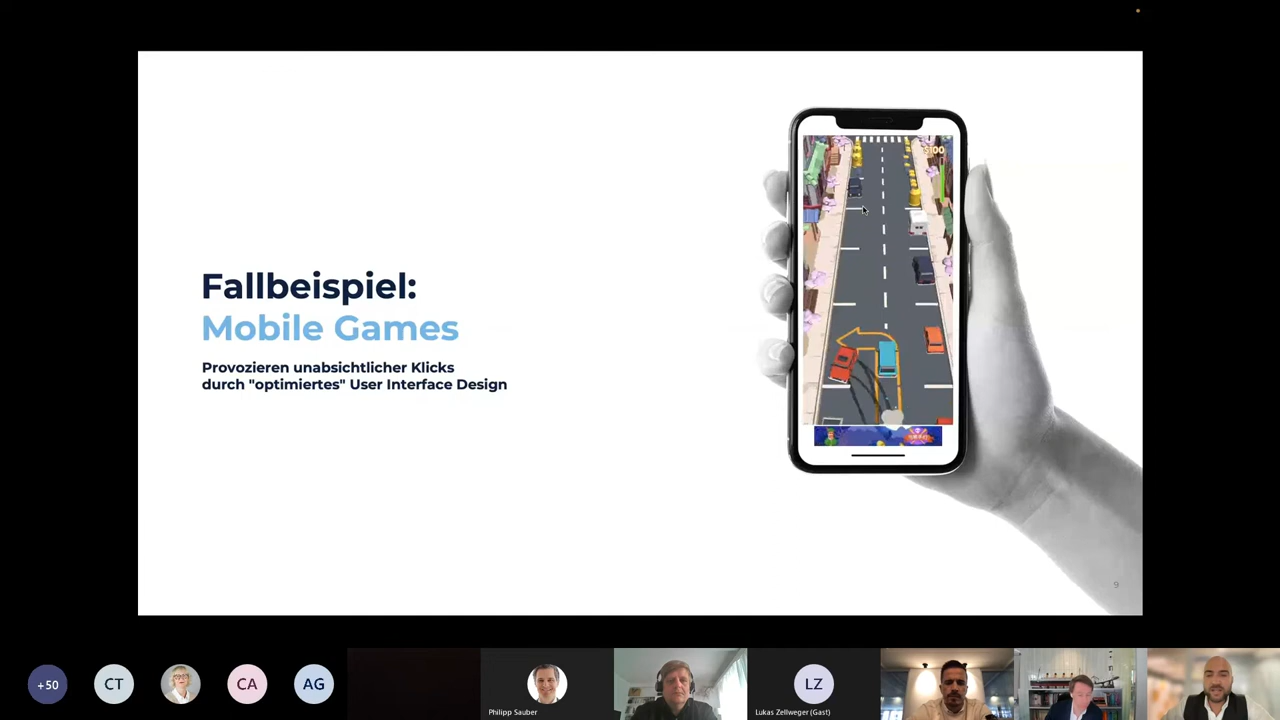 $100
Fallbeispiel:
Mobile Games
Provozieren unabsichtlicher Klicks
durch "optimiertes" User Interface Design
9
+50
CT
CA
AG
Philipp Sauber
LZ
Lukas Zellweger (Gast)